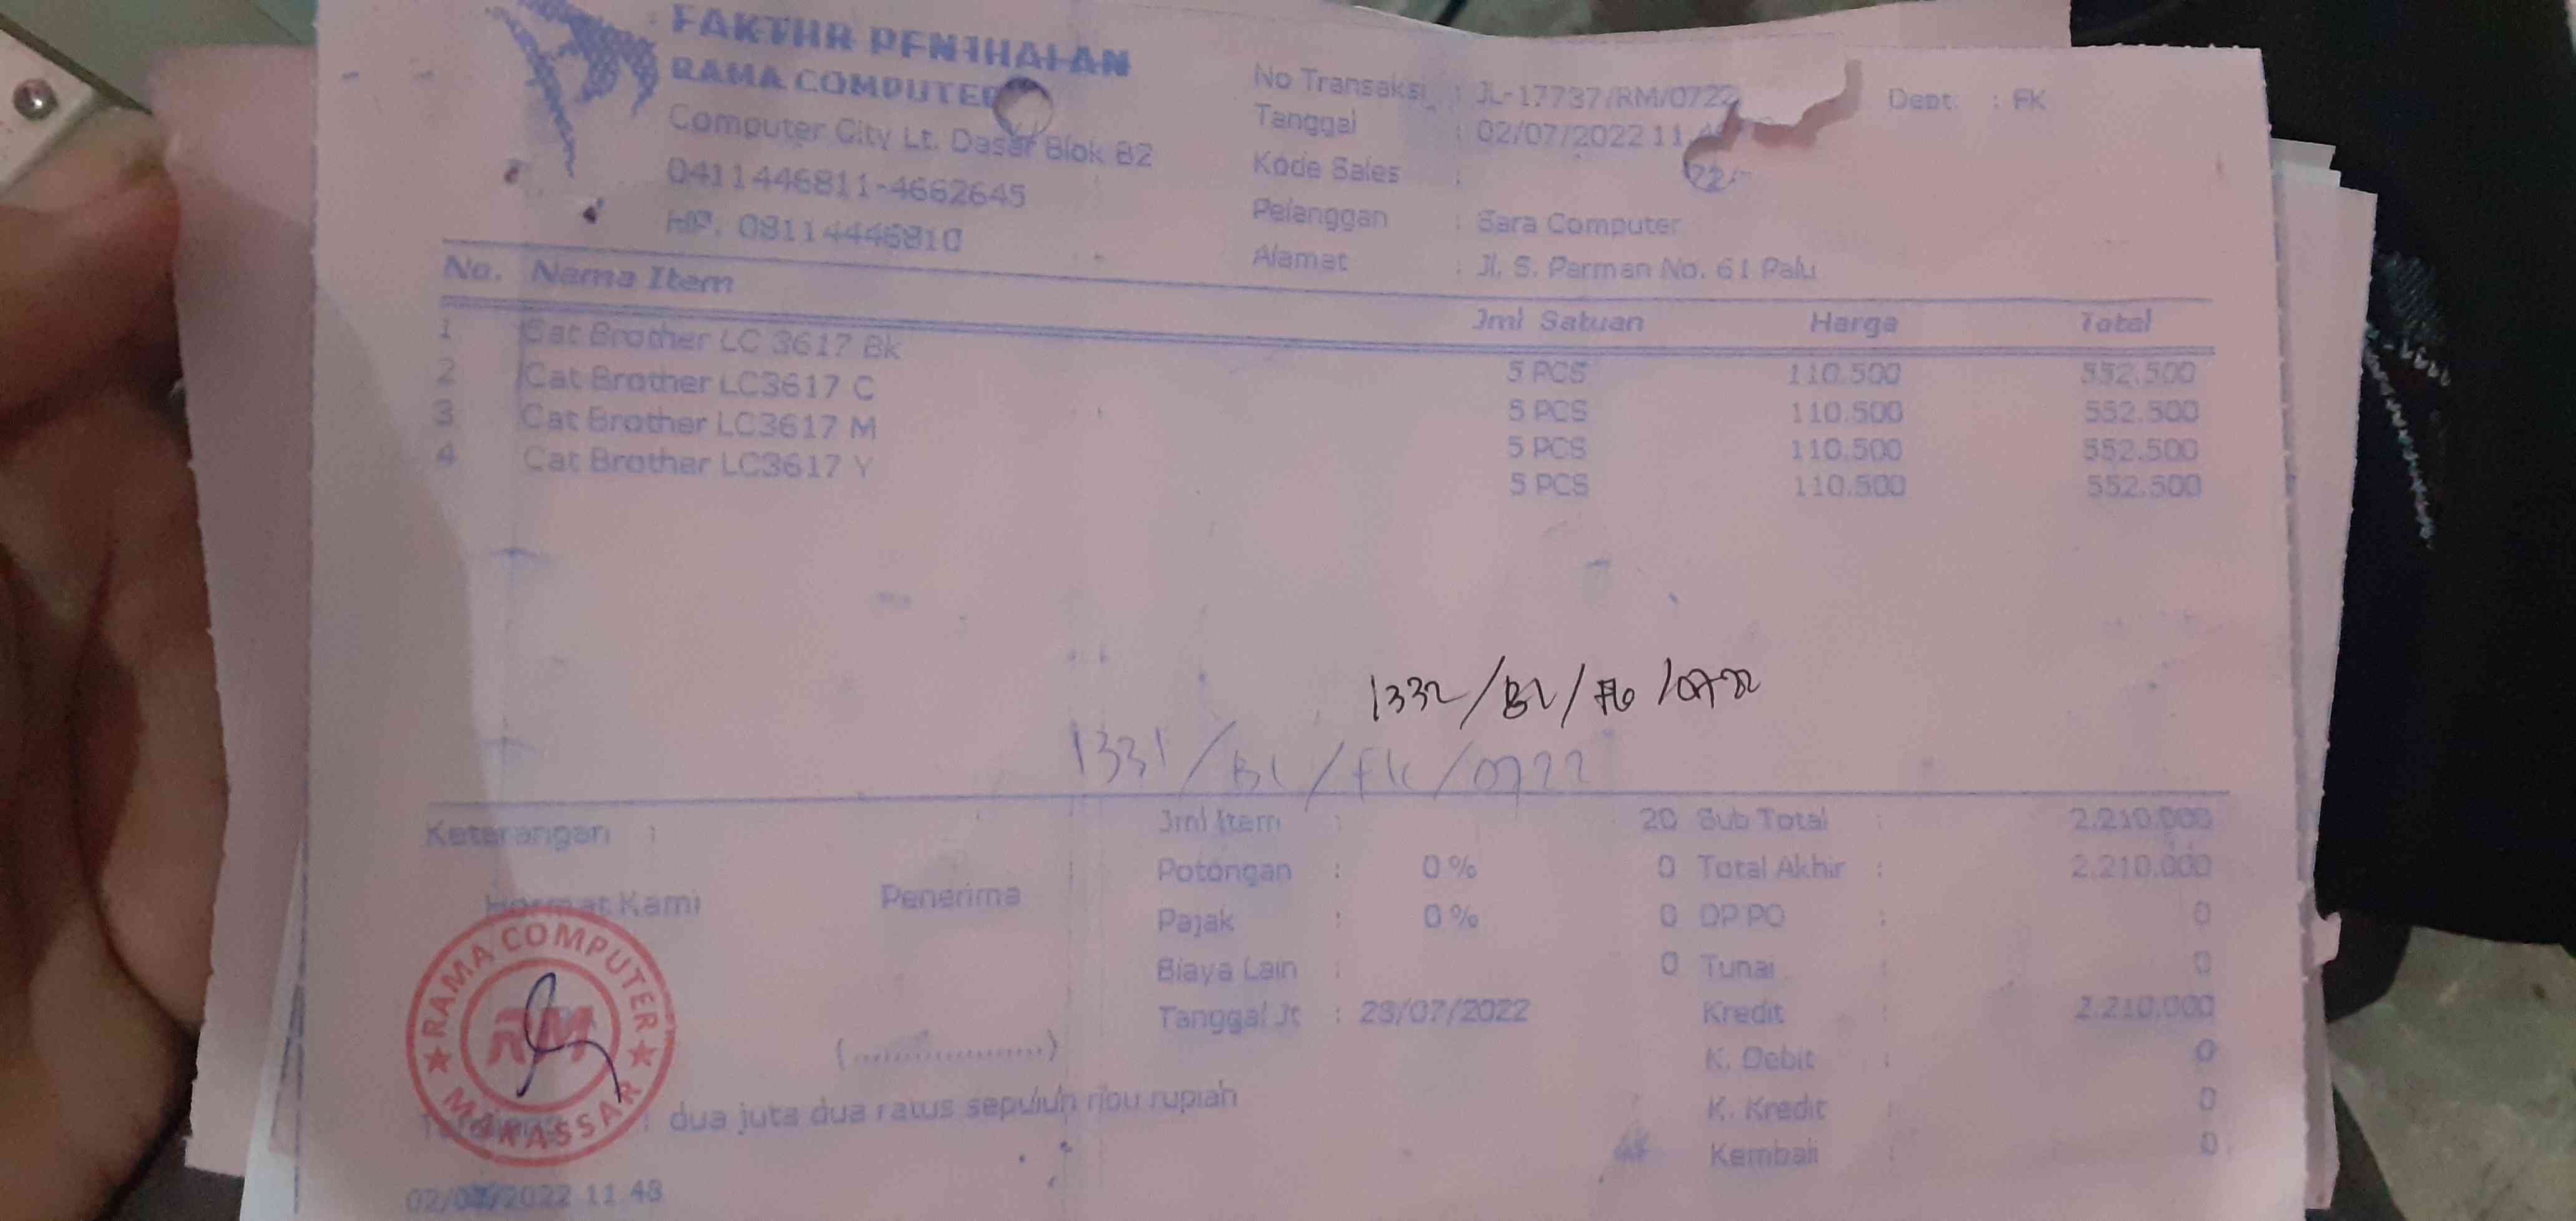 FAKTUR PENJUALAN
RAMA COMPUTER
Computer City Lt. Dasar Blok B2
0411446811-4662645
HP. 08114446810
No Transaksi : JL-17737/RM/0722
Dept. : FK
Tanggal : 02/07/2022 11
Kode Sales :
Pelanggan : Sara Computer
Alamat : Jl. S. Parman No. 61 Palu
No. Nama Item Jml Satuan Harga Total
1 Cat Brother LC 3617 Bk 5 PCS 110.500 552.500
2 Cat Brother LC3617 C 5 PCS 110.500 552.500
3 Cat Brother LC3617 M 5 PCS 110.500 552.500
4 Cat Brother LC3617 Y 5 PCS 110.500 552.500
1331/BL/FK/0722
Keterangan :
Hormat Kami
Penerima
(....................)
Jml Item : 20
Potongan : 0 % 0
Pajak : 0 % 0
Biaya Lain : 0
Tanggal Jt : 23/07/2022
Sub Total : 2.210.000
Total Akhir : 2.210.000
DP PO : 0
Tunai : 0
Kredit : 2.210.000
K. Debit : 0
K. Kredit : 0
Kembali : 0
RAMA COMPUTER
RM
MAKASSAR
: dua juta dua ratus sepuluh ribu rupiah
02/07/2022 11 48